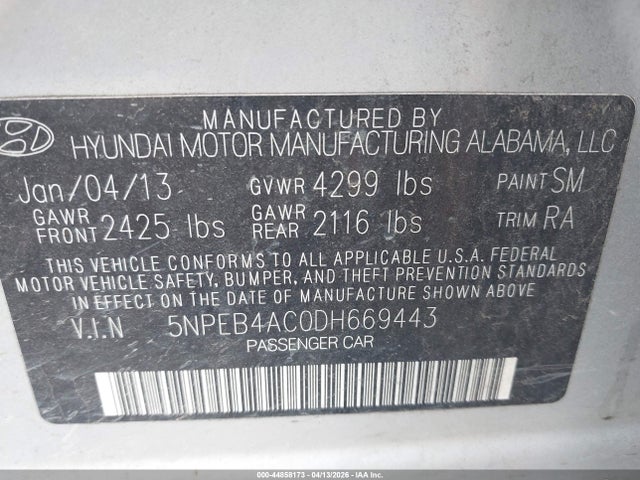 MANUFACTURED BY
HYUNDAI MOTOR MANUFACTURING ALABAMA, LLC
Jan/04/13 GVWR 4299 lbs PAINT SM
GAWR FRONT 2425 lbs GAWR REAR 2116 lbs TRIM RA
THIS VEHICLE CONFORMS TO ALL APPLICABLE U.S.A. FEDERAL
MOTOR VEHICLE SAFETY, BUMPER, AND THEFT PREVENTION STANDARDS
IN EFFECT ON THE DATE OF MANUFACTURE SHOWN ABOVE
V.I.N 5NPEB4AC0DH669443
PASSENGER CAR
000-44858173 - 04/13/2026 - IAA Inc.